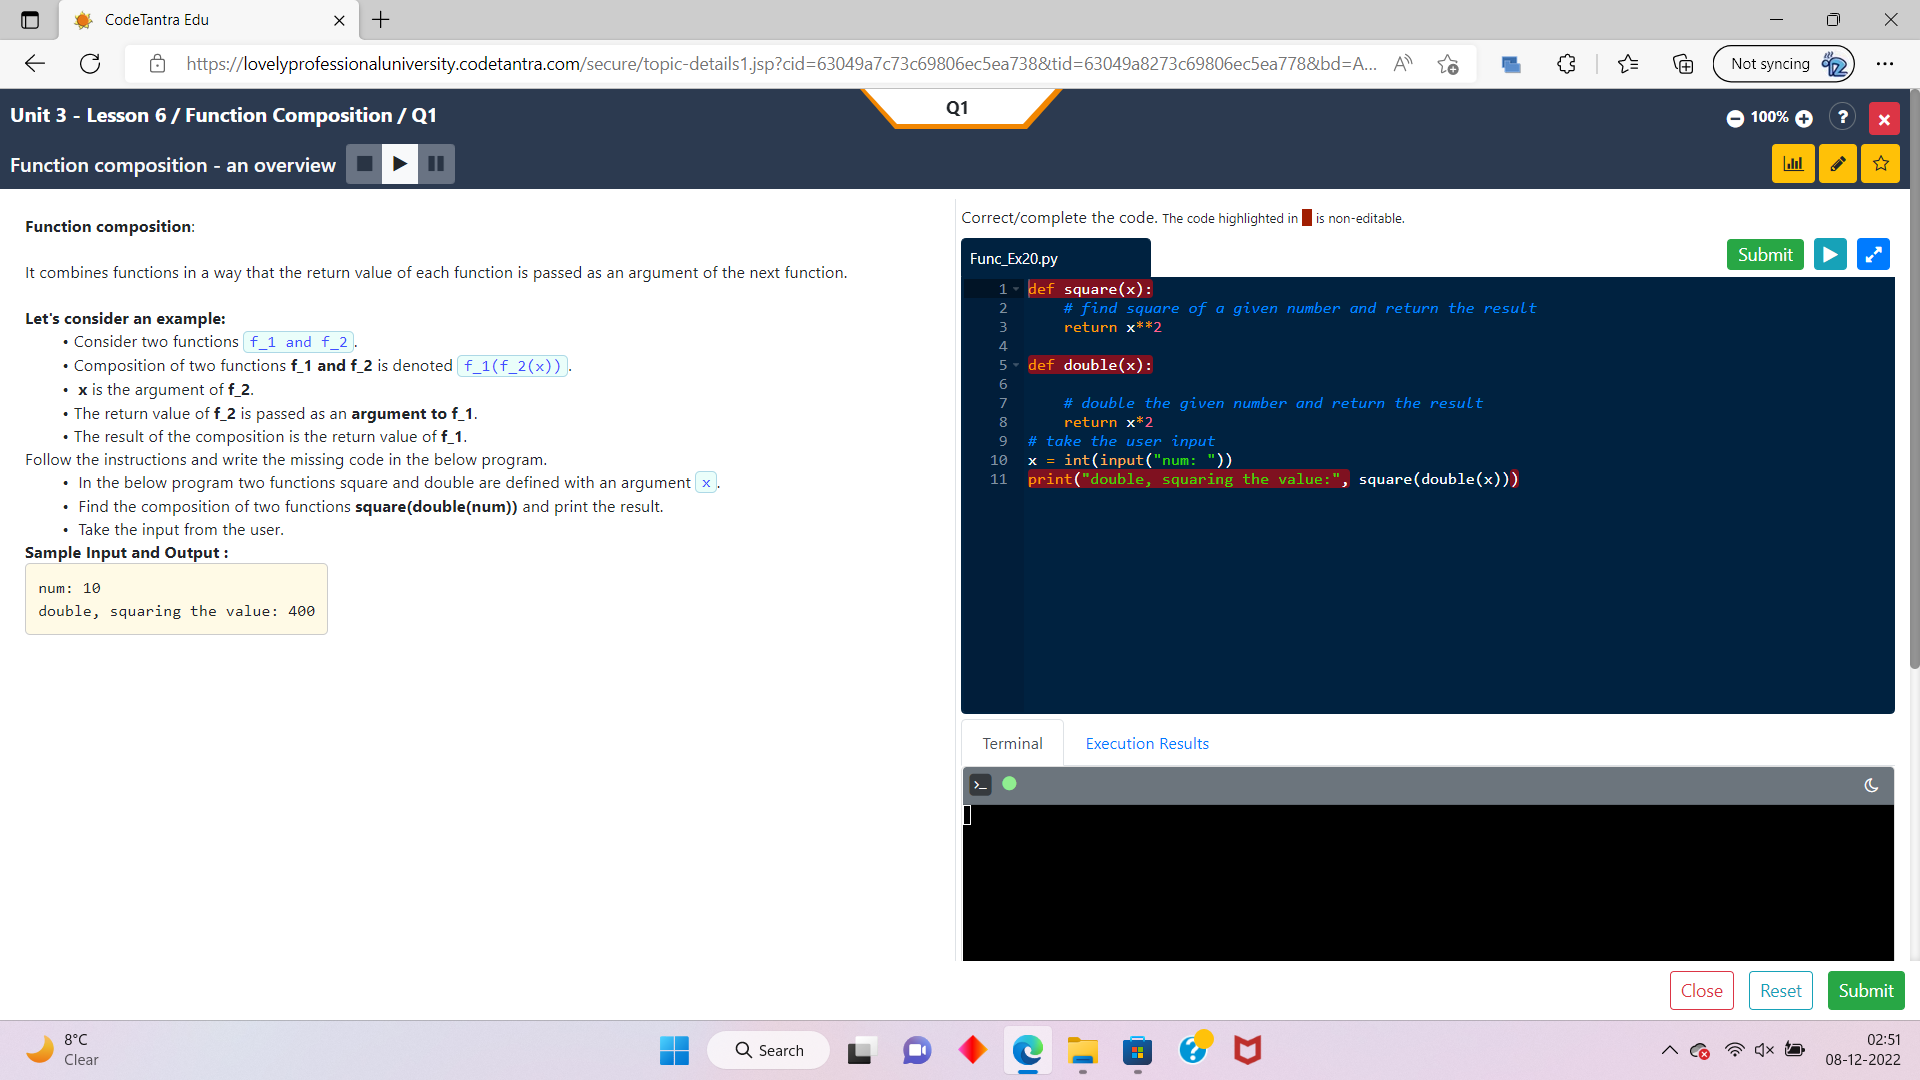 CodeTantra Edu
https://lovelyprofessionaluniversity.codetantra.com/secure/topic-details1.jsp?cid=63049a7c73c69806ec5ea738&tid=63049a8273c69806ec5ea778&bd=A...
Not syncing
Unit 3 - Lesson 6 / Function Composition / Q1
Q1
100%
?
Function composition - an overview
Function composition:
It combines functions in a way that the return value of each function is passed as an argument of the next function.
Let's consider an example:
• Consider two functions f_1 and f_2.
• Composition of two functions f_1 and f_2 is denoted f_1(f_2(x)).
• x is the argument of f_2.
• The return value of f_2 is passed as an argument to f_1.
• The result of the composition is the return value of f_1.
Follow the instructions and write the missing code in the below program.
• In the below program two functions square and double are defined with an argument x.
• Find the composition of two functions square(double(num)) and print the result.
• Take the input from the user.
Sample Input and Output :
num: 10
double, squaring the value: 400
Correct/complete the code. The code highlighted in is non-editable.
Func_Ex20.py
Submit
1 def square(x):
2 # find square of a given number and return the result
3 return x**2
4
5 def double(x):
6
7 # double the given number and return the result
8 return x*2
9 # take the user input
10 x = int(input("num: "))
11 print("double, squaring the value:", square(double(x)))
Terminal
Execution Results
Close
Reset
Submit
8°C
Clear
Search
02:51
08-12-2022